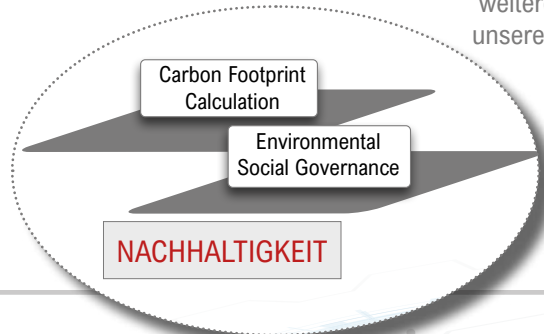 weiter
unsere
Carbon Footprint
Calculation
Environmental
Social Governance
NACHHALTIGKEIT